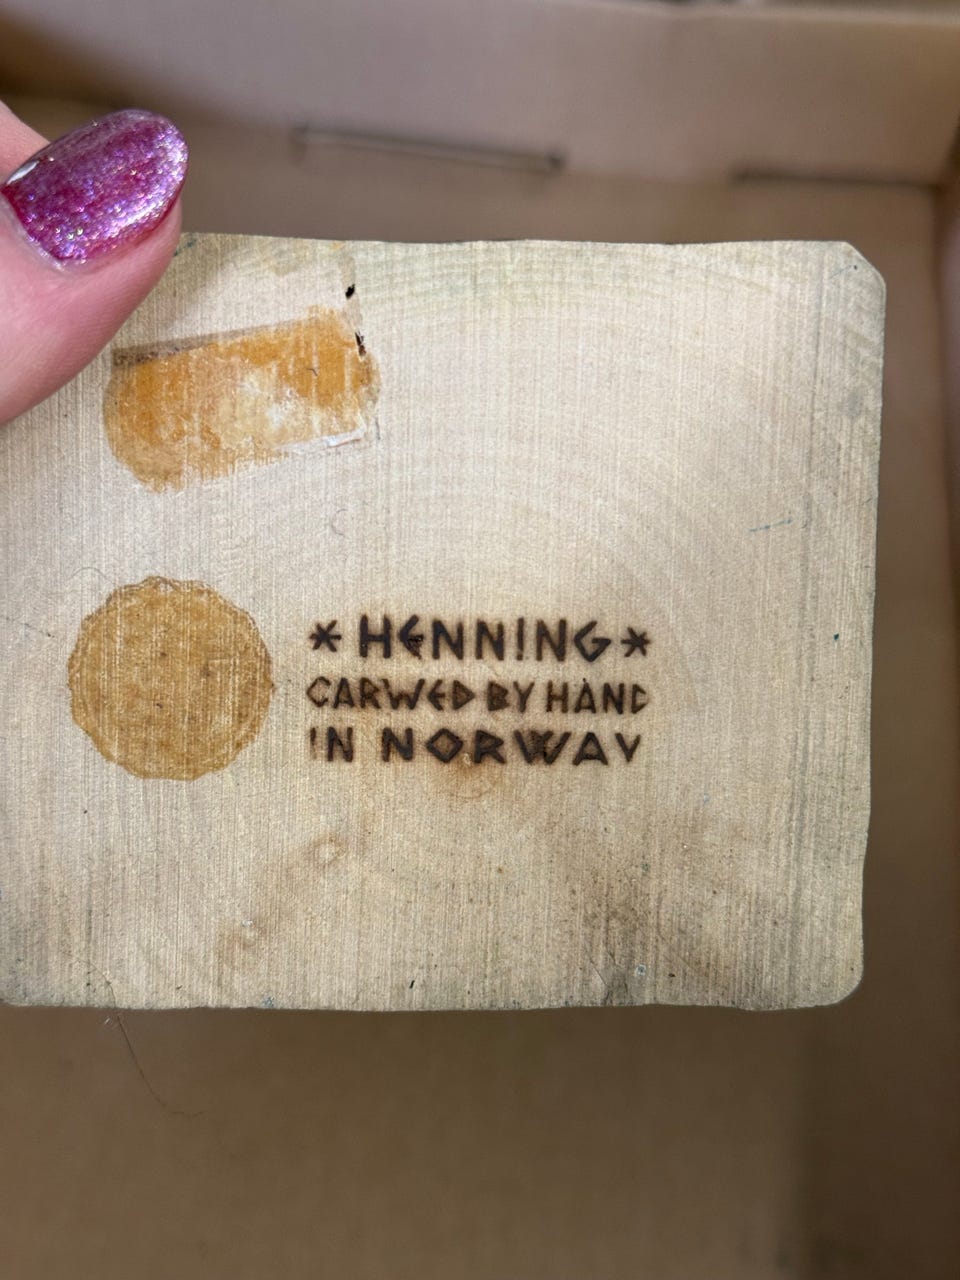 * HENNING *
CARWED BY HAND
IN NORWAY